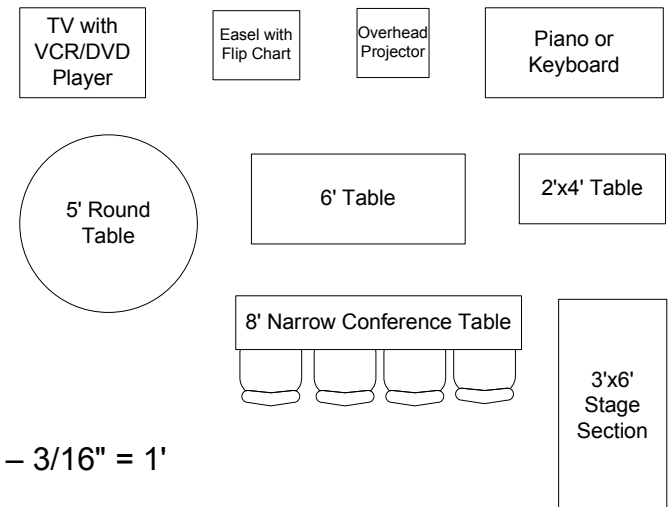 TV with
VCR/DVD
Player
Easel with
Flip Chart
Overhead
Projector
Piano or
Keyboard
5' Round
Table
6' Table
2'x4' Table
8' Narrow Conference Table
3'x6'
Stage
Section
– 3/16" = 1'